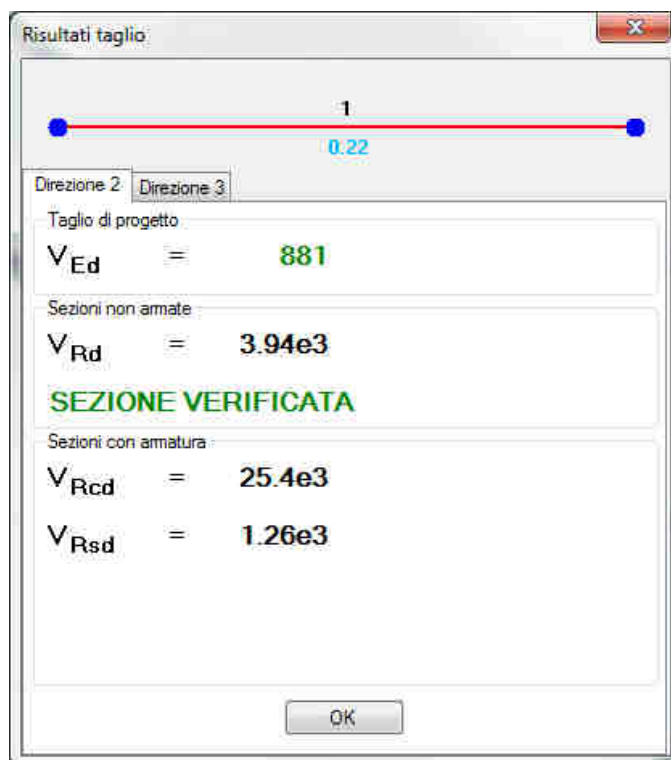 Risultati taglio
1
0.22
Direzione 2 Direzione 3
Taglio di progetto
VEd = 881
Sezioni non armate
VRd = 3.94e3
SEZIONE VERIFICATA
Sezioni con armatura
VRcd = 25.4e3
VRsd = 1.26e3
OK